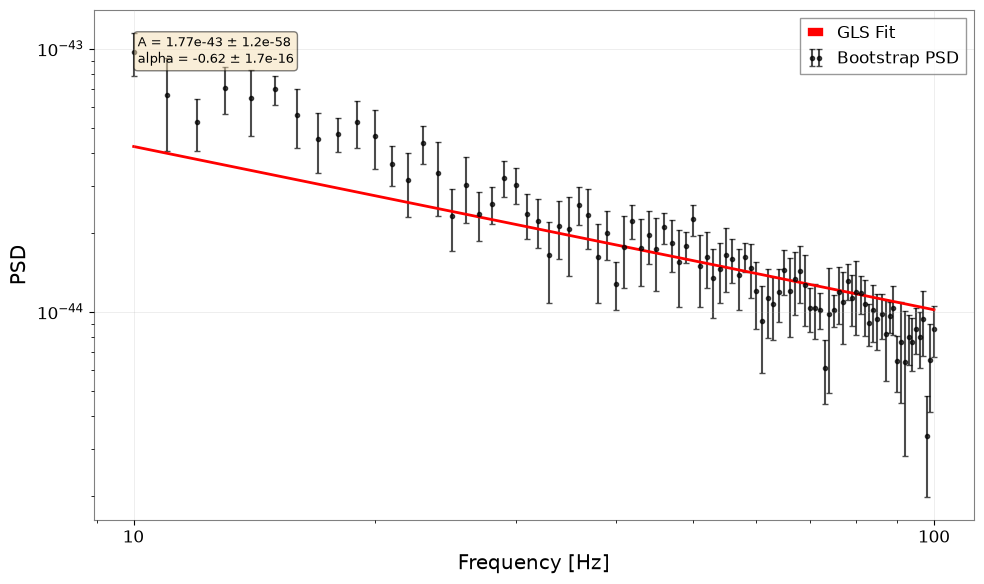 A = 1.77e-43 ± 1.2e-58
alpha = -0.62 ± 1.7e-16
GLS Fit
Bootstrap PSD
10⁻⁴³
10⁻⁴⁴
PSD
10
100
Frequency [Hz]